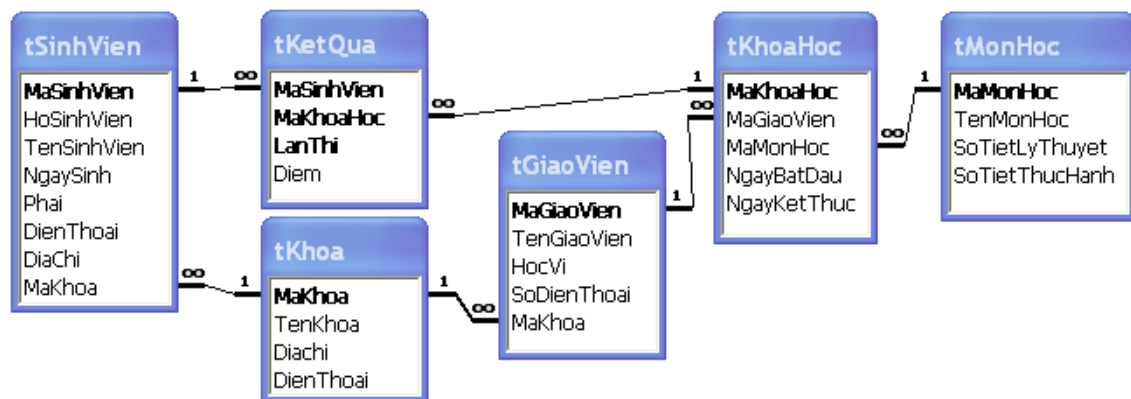 tSinhVien
MaSinhVien
HoSinhVien
TenSinhVien
NgaySinh
Phai
DienThoai
DiaChi
MaKhoa
1
∞
tKetQua
MaSinhVien
MaKhoaHoc
LanThi
Diem
∞
1
∞
1
tKhoa
MaKhoa
TenKhoa
Diachi
DienThoai
1
∞
tGiaoVien
MaGiaoVien
TenGiaoVien
HocVi
SoDienThoai
MaKhoa
1
∞
tKhoaHoc
MaKhoaHoc
MaGiaoVien
MaMonHoc
NgayBatDau
NgayKetThuc
∞
1
tMonHoc
MaMonHoc
TenMonHoc
SoTietLyThuyet
SoTietThucHanh